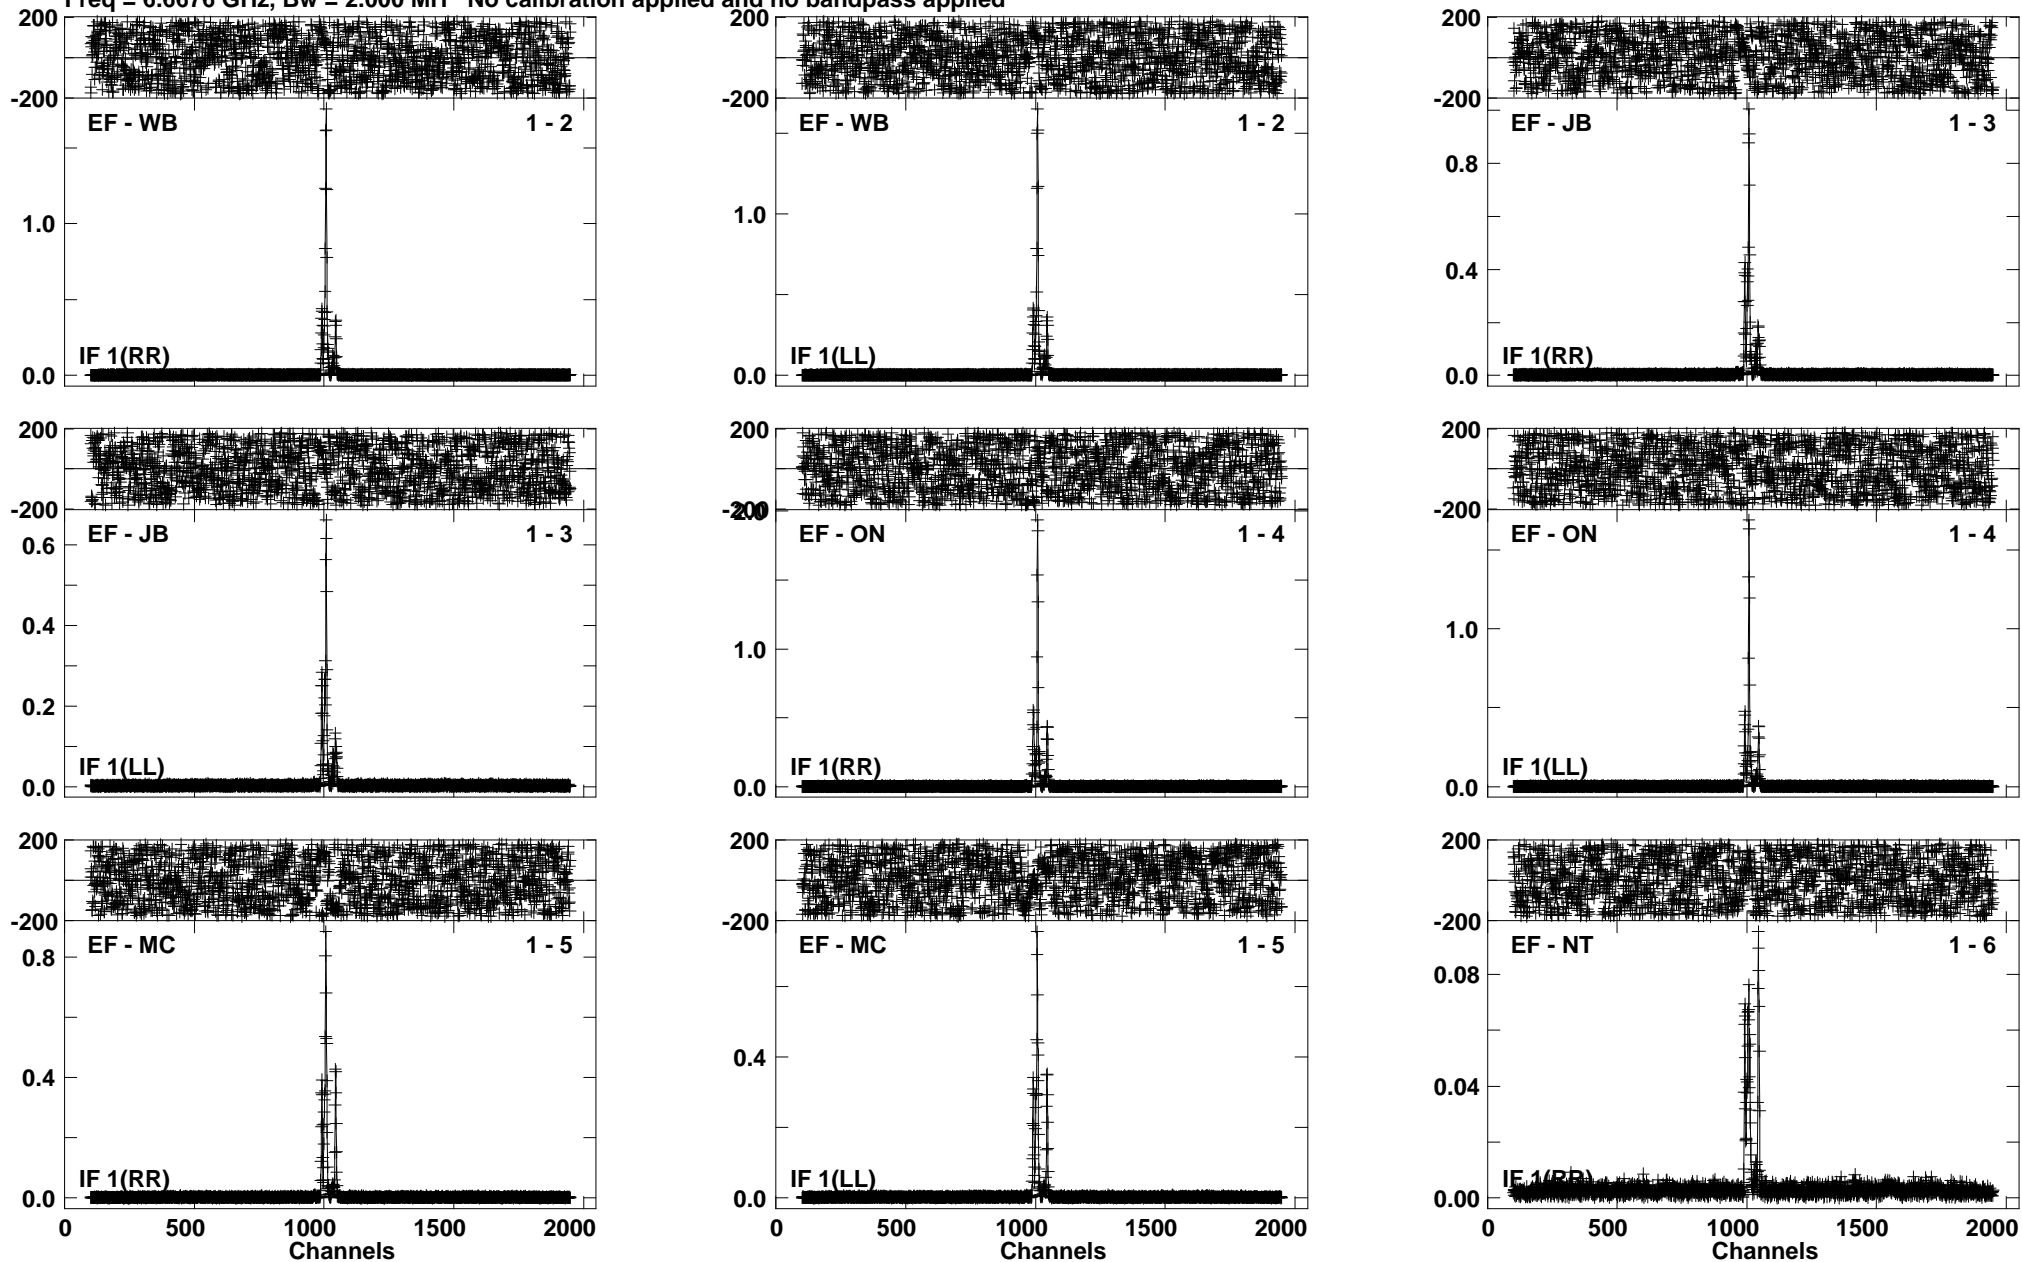 Freq = 6.6676 GHz, Bw = 2.000 MH No calibration applied and no bandpass applied
200
-200
EF - WB 1 - 2
1.0
IF 1(RR)
0.0
200
-200
EF - WB 1 - 2
1.0
IF 1(LL)
0.0
200
-200
EF - JB 1 - 3
0.8
0.4
IF 1(RR)
0.0
200
-200
EF - JB 1 - 3
0.6
0.4
0.2
IF 1(LL)
0.0
200
-200
2.0
EF - ON 1 - 4
1.0
IF 1(RR)
0.0
200
-200
EF - ON 1 - 4
1.0
IF 1(LL)
0.0
200
-200
EF - MC 1 - 5
0.8
0.4
IF 1(RR)
0.0
0 500 1000 1500 2000
Channels
200
-200
EF - MC 1 - 5
0.4
IF 1(LL)
0.0
0 500 1000 1500 2000
Channels
200
-200
EF - NT 1 - 6
0.08
0.04
IF 1(RR)
0.00
0 500 1000 1500 2000
Channels